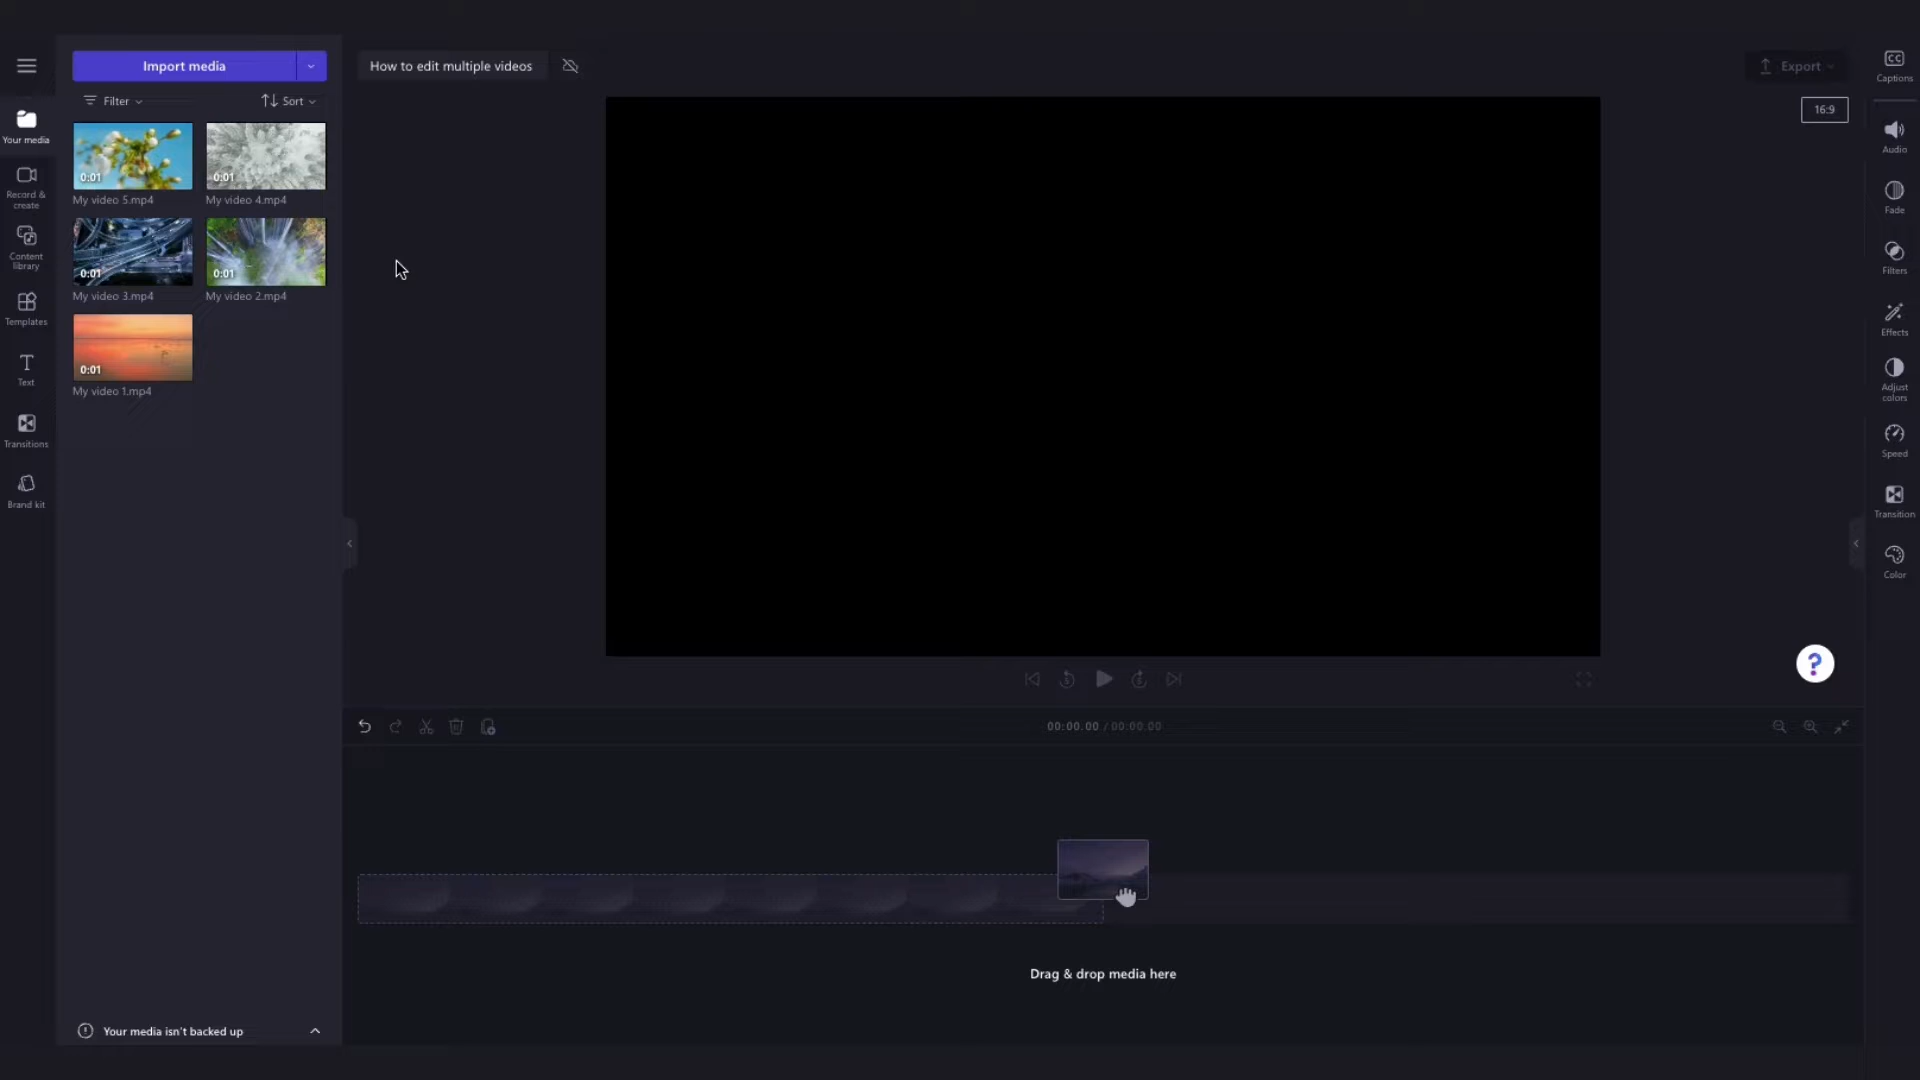 Import media
Filter
Sort
0:01
0:01
My video 5.mp4
My video 4.mp4
0:01
0:01
My video 3.mp4
My video 2.mp4
0:01
My video 1.mp4
Your media isn't backed up
Your media
Record &
create
Content
library
Templates
Text
Transitions
Brand kit
How to edit multiple videos
Export
16:9
?
00:00.00 / 00:00.00
Drag & drop media here
CC
Captions
Audio
Fade
Filters
Effects
Adjust
colors
Speed
Transition
Color